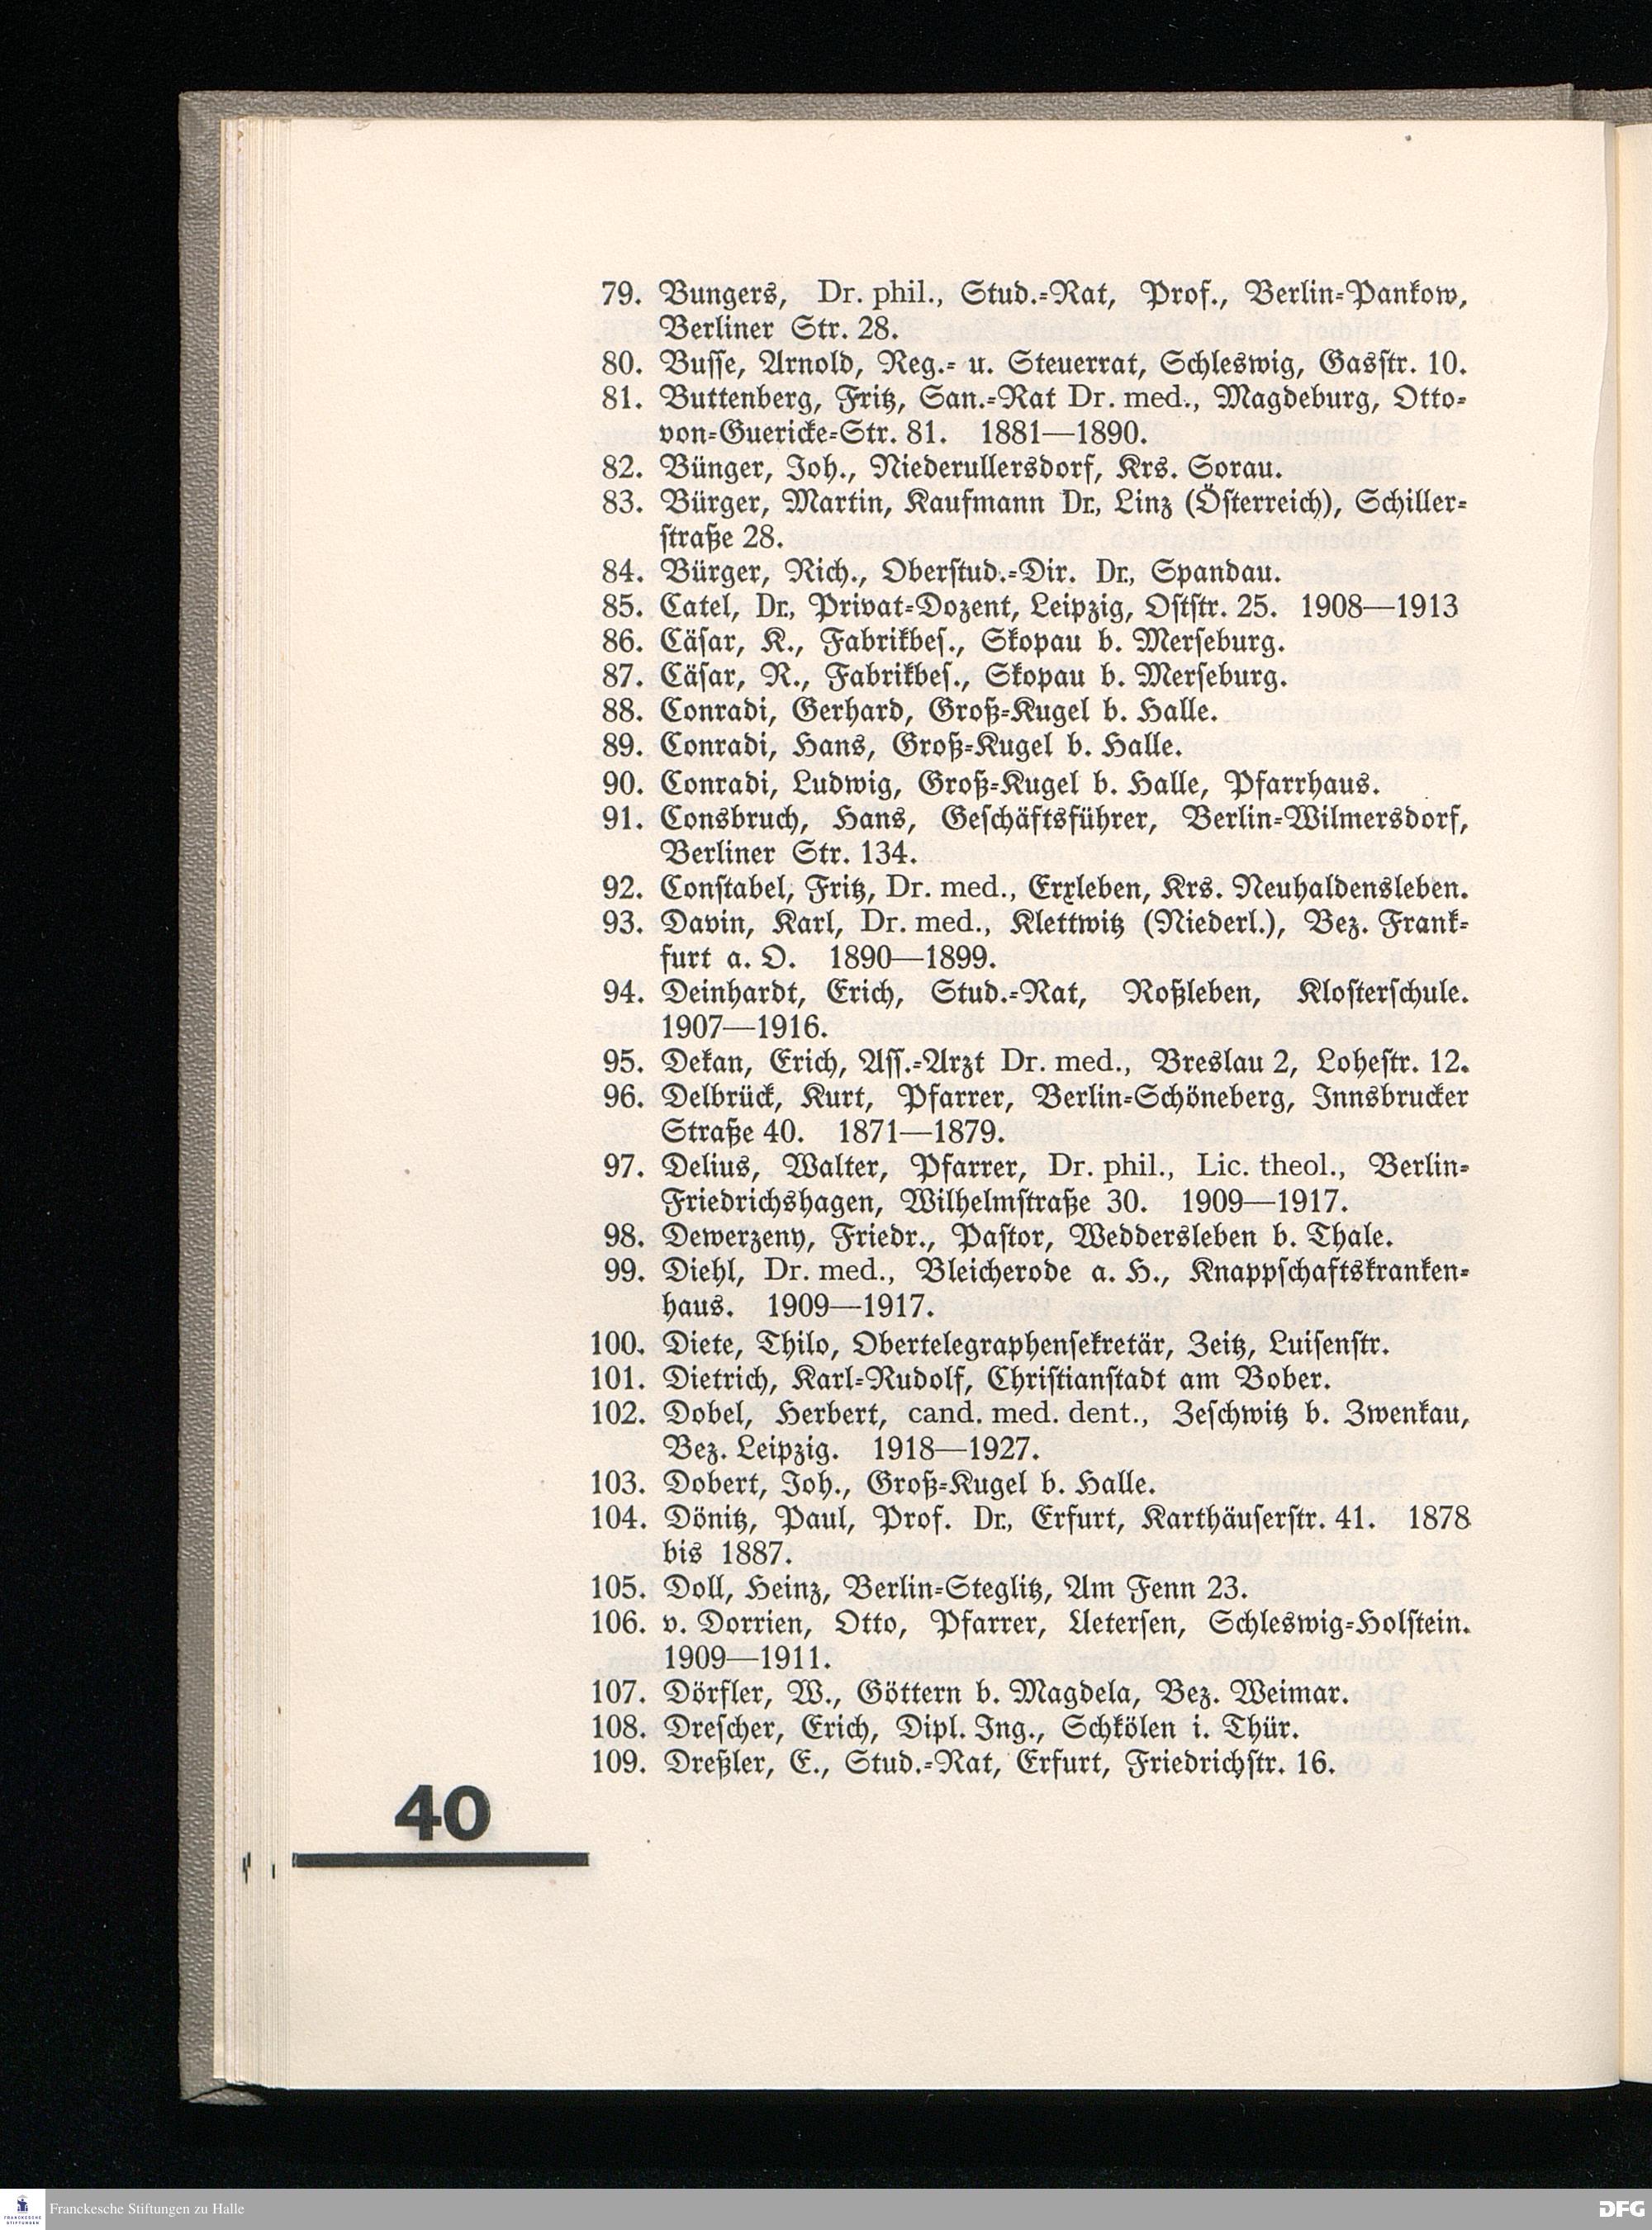 79. Bungers, Dr. phil., Stud.-Rat, Prof., Berlin-Pankow,
Berliner Str. 28.
80. Busse, Arnold, Reg.- u. Steuerrat, Schleswig, Gasstr. 10.
81. Buttenberg, Fritz, San.-Rat Dr. med., Magdeburg, Otto-
von-Guericke-Str. 81. 1881—1890.
82. Bünger, Joh., Niederullersdorf, Krs. Sorau.
83. Bürger, Martin, Kaufmann Dr., Linz (Österreich), Schiller-
straße 28.
84. Bürger, Rich., Oberstud.-Dir. Dr., Spandau.
85. Catel, Dr., Privat-Dozent, Leipzig, Oststr. 25. 1908—1913
86. Cäsar, K., Fabrikbes., Skopau b. Merseburg.
87. Cäsar, R., Fabrikbes., Skopau b. Merseburg.
88. Conradi, Gerhard, Groß-Kugel b. Halle.
89. Conradi, Hans, Groß-Kugel b. Halle.
90. Conradi, Ludwig, Groß-Kugel b. Halle, Pfarrhaus.
91. Consbruch, Hans, Geschäftsführer, Berlin-Wilmersdorf,
Berliner Str. 134.
92. Constabel, Fritz, Dr. med., Erxleben, Krs. Neuhaldensleben.
93. Davin, Karl, Dr. med., Klettwitz (Niederl.), Bez. Frank-
furt a. O. 1890—1899.
94. Deinhardt, Erich, Stud.-Rat, Roßleben, Klosterschule.
1907—1916.
95. Dekan, Erich, Ass.-Arzt Dr. med., Breslau 2, Lohestr. 12.
96. Delbrück, Kurt, Pfarrer, Berlin-Schöneberg, Innsbrucker
Straße 40. 1871—1879.
97. Delius, Walter, Pfarrer, Dr. phil., Lic. theol., Berlin-
Friedrichshagen, Wilhelmstraße 30. 1909—1917.
98. Dewerzeny, Friedr., Pastor, Weddersleben b. Thale.
99. Diehl, Dr. med., Bleicherode a. H., Knappschaftskranken-
haus. 1909—1917.
100. Diete, Thilo, Obertelegraphensekretär, Zeitz, Luisenstr.
101. Dietrich, Karl-Rudolf, Christianstadt am Bober.
102. Dobel, Herbert, cand. med. dent., Zeschwitz b. Zwenkau,
Bez. Leipzig. 1918—1927.
103. Dobert, Joh., Groß-Kugel b. Halle.
104. Dönitz, Paul, Prof. Dr., Erfurt, Karthäuserstr. 41. 1878
bis 1887.
105. Doll, Heinz, Berlin-Steglitz, Am Fenn 23.
106. v. Dorrien, Otto, Pfarrer, Uetersen, Schleswig-Holstein.
1909—1911.
107. Dörfler, W., Göttern b. Magdela, Bez. Weimar.
108. Drescher, Erich, Dipl. Ing., Schkölen i. Thür.
109. Dreßler, E., Stud.-Rat, Erfurt, Friedrichstr. 16.
40
Franckesche Stiftungen zu Halle
DFG